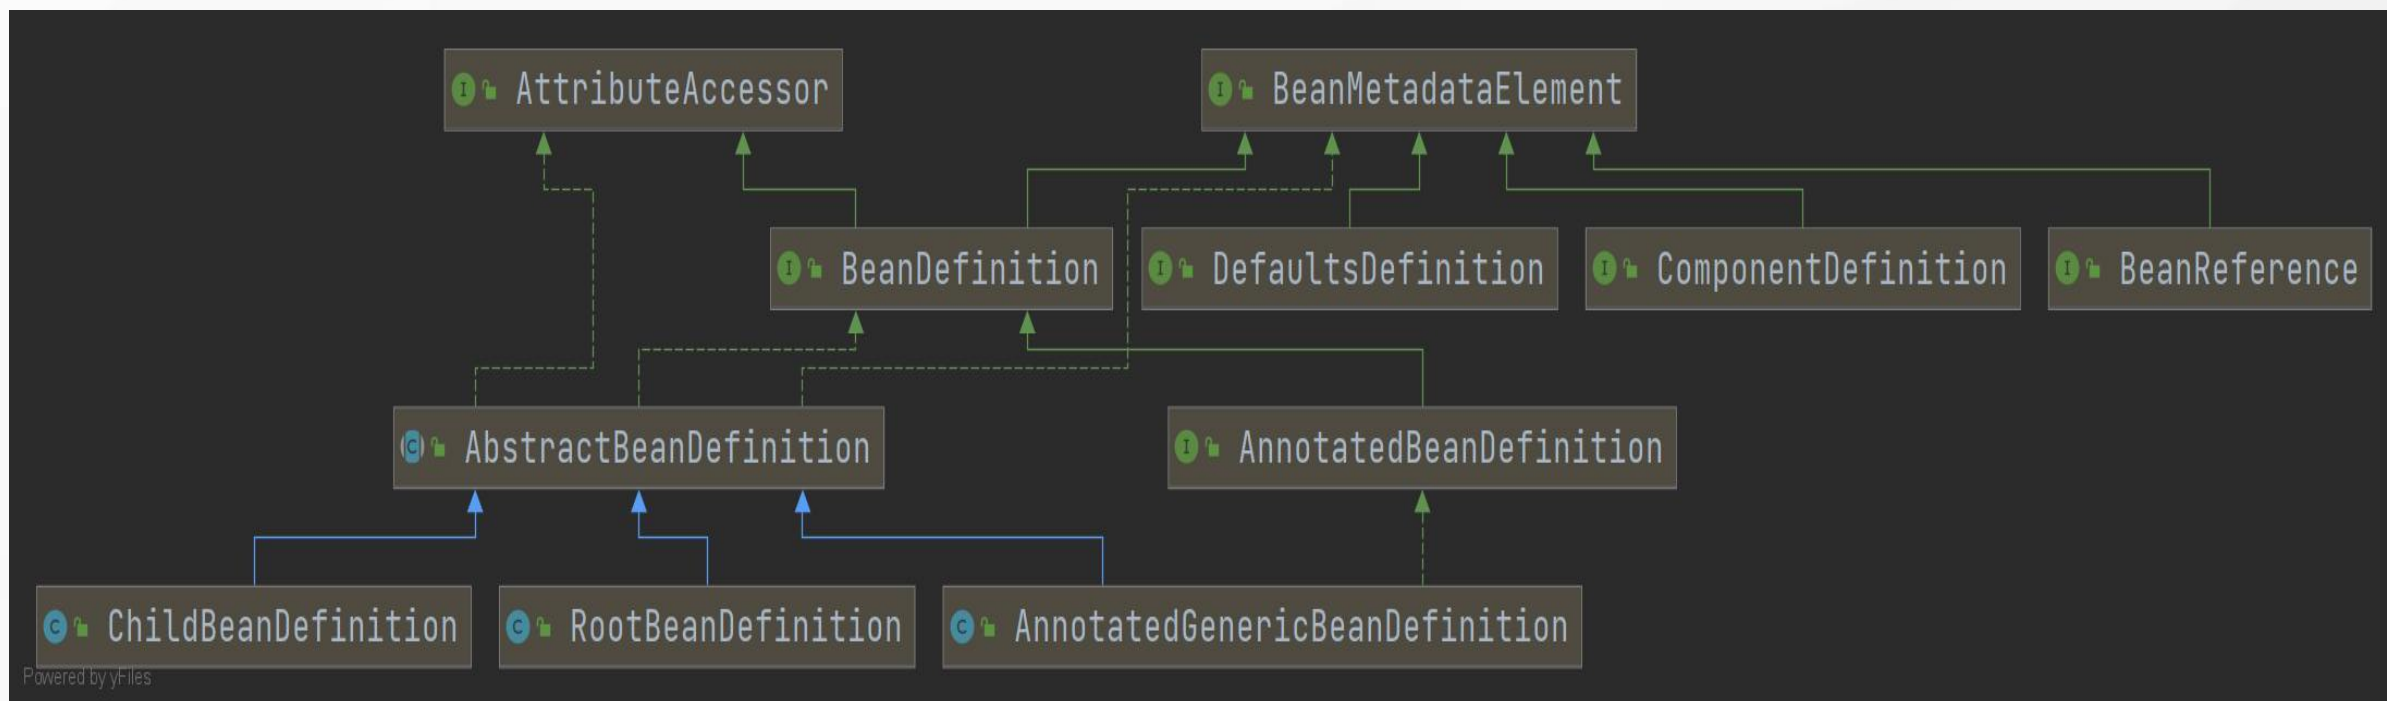 AttributeAccessor
BeanMetadataElement
BeanDefinition
DefaultsDefinition
ComponentDefinition
BeanReference
AbstractBeanDefinition
AnnotatedBeanDefinition
ChildBeanDefinition
RootBeanDefinition
AnnotatedGenericBeanDefinition
Powered by yFiles